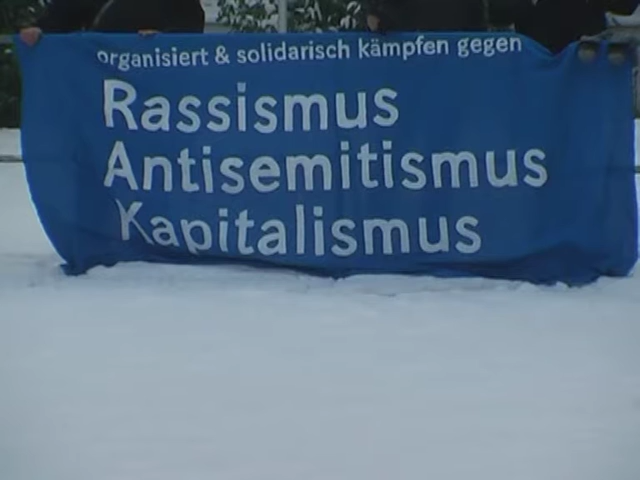 organisiert & solidarisch kämpfen gegen
Rassismus
Antisemitismus
Kapitalismus